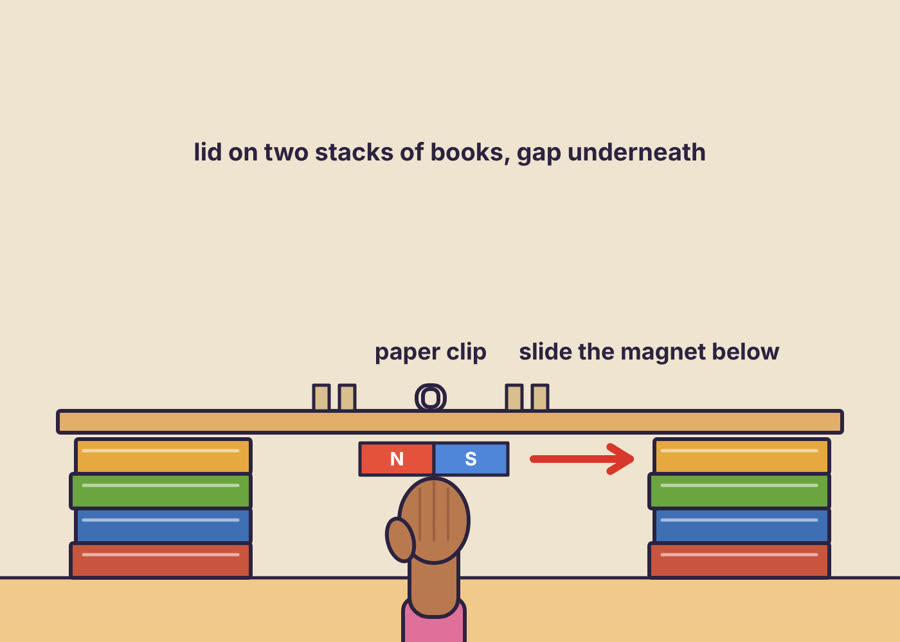 lid on two stacks of books, gap underneath
paper clip
slide the magnet below
N
S